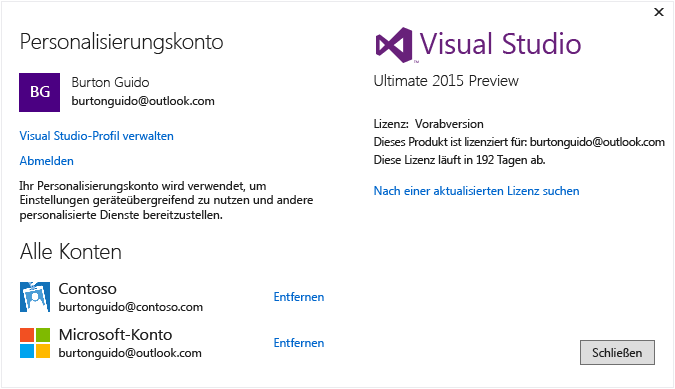 Personalisierungskonto
BG
Burton Guido
burtonguido@outlook.com
Visual Studio-Profil verwalten
Abmelden
Ihr Personalisierungskonto wird verwendet, um
Einstellungen geräteübergreifend zu nutzen und andere
personalisierte Dienste bereitzustellen.
Alle Konten
Contoso
burtonguido@contoso.com
Entfernen
Microsoft-Konto
burtonguido@outlook.com
Entfernen
Visual Studio
Ultimate 2015 Preview
Lizenz: Vorabversion
Dieses Produkt ist lizenziert für: burtonguido@outlook.com
Diese Lizenz läuft in 192 Tagen ab.
Nach einer aktualisierten Lizenz suchen
Schließen